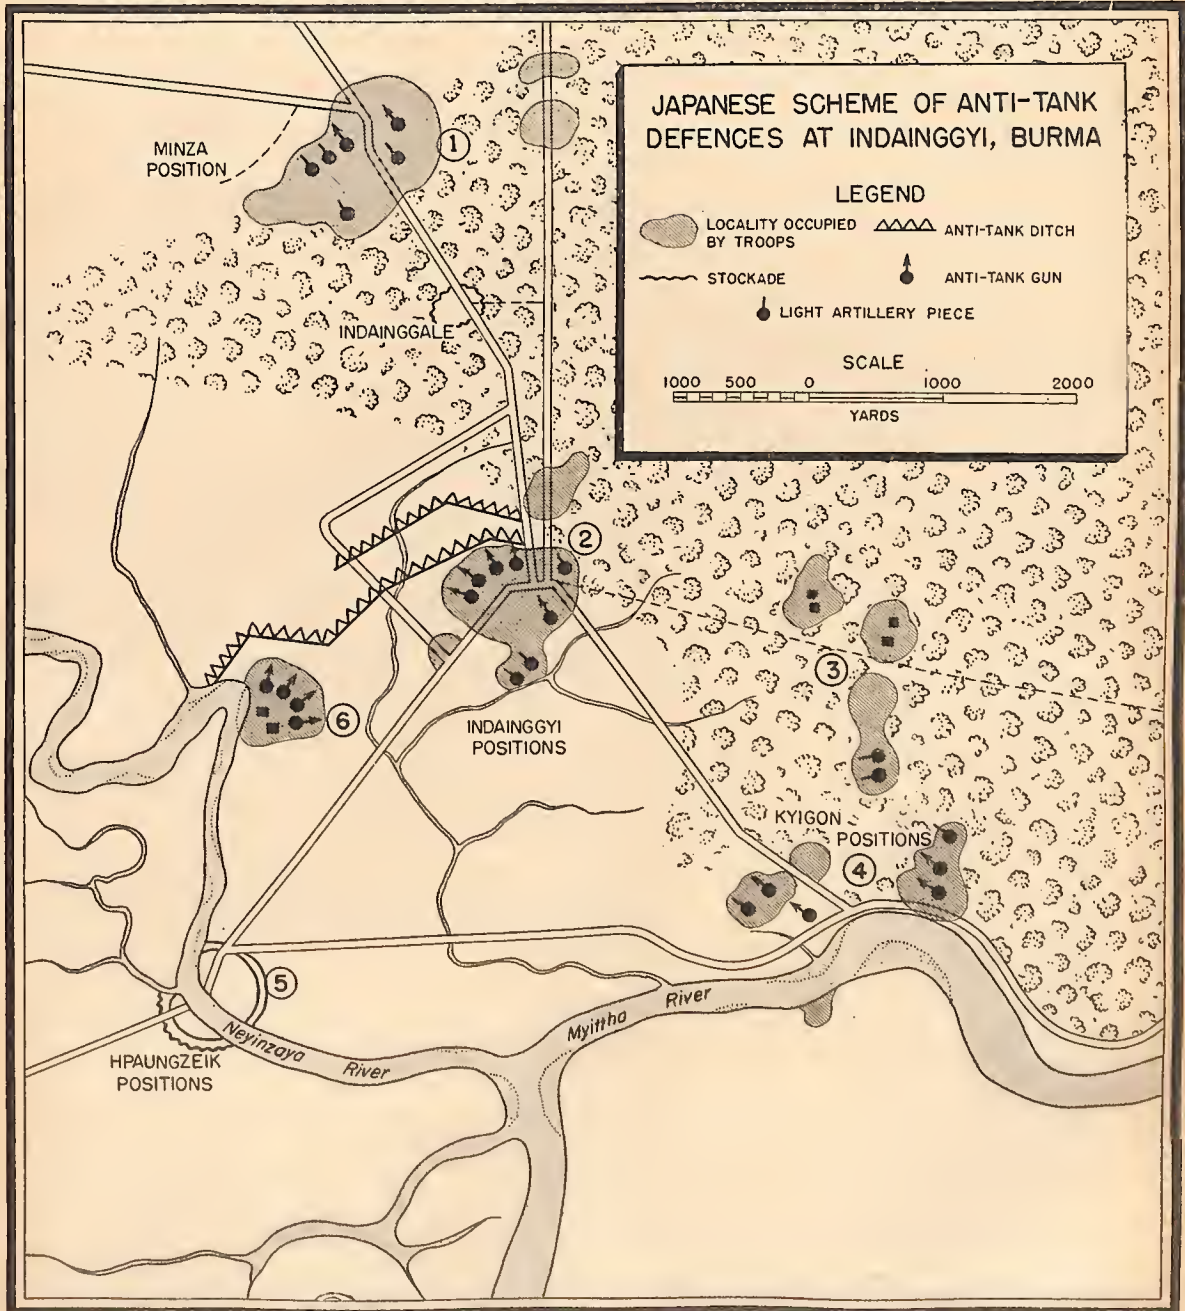 JAPANESE SCHEME OF ANTI-TANK
DEFENCES AT INDAINGGYI, BURMA
LEGEND
LOCALITY OCCUPIED
BY TROOPS
ANTI-TANK DITCH
STOCKADE
ANTI-TANK GUN
LIGHT ARTILLERY PIECE
SCALE
1000 500 0 1000 2000
YARDS
MINZA
POSITION
1
INDAINGGALE
2
3
6
INDAINGGYI
POSITIONS
KYIGON
POSITIONS
4
5
Neyinzaya
River
Myittha
River
HPAUNGZEIK
POSITIONS